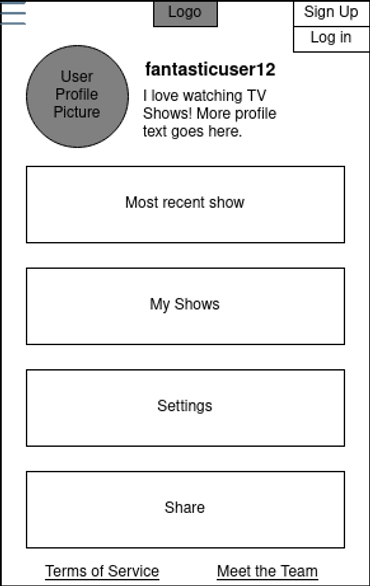 Logo
Sign Up
Log in
User
Profile
Picture
fantasticuser12
I love watching TV
Shows! More profile
text goes here.
Most recent show
My Shows
Settings
Share
Terms of Service
Meet the Team